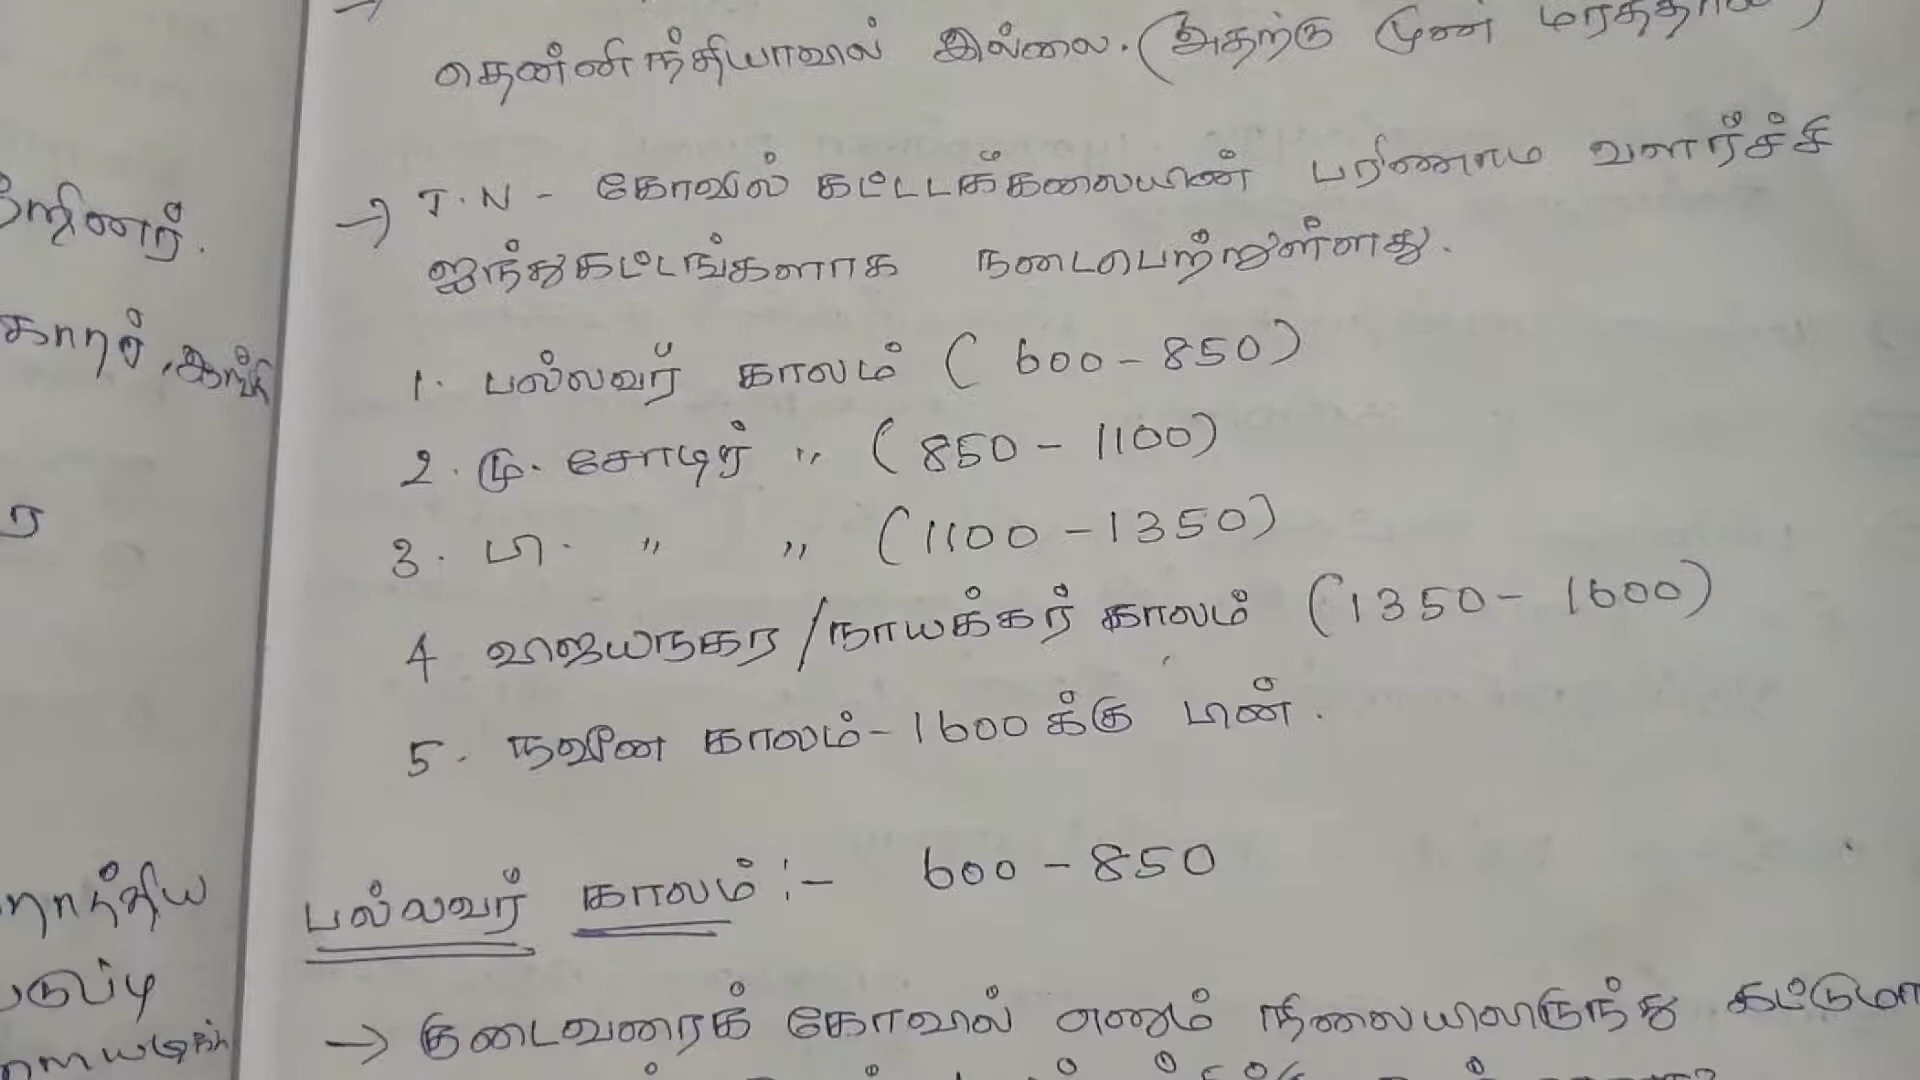 தென்னிந்தியாவில் இல்லை. (அதற்கு முன் மரத்தால்)
→ T.N - கோவில் கட்டடக்கலையின் பரிணாம வளர்ச்சி
ஐந்து கட்டங்களாக நடைபெற்றுள்ளது.
1. பல்லவர் காலம் (600 - 850)
2. மு. சோழர் " (850 - 1100)
3. பி. " " (1100 - 1350)
4 விஜயநகர / நாயக்கர் காலம் (1350 - 1600)
5. நவீன காலம் - 1600 க்கு பின்.
பல்லவர் காலம் :- 600 - 850
→ குடைவரைக் கோவில் எனும் நிலையிலிருந்து